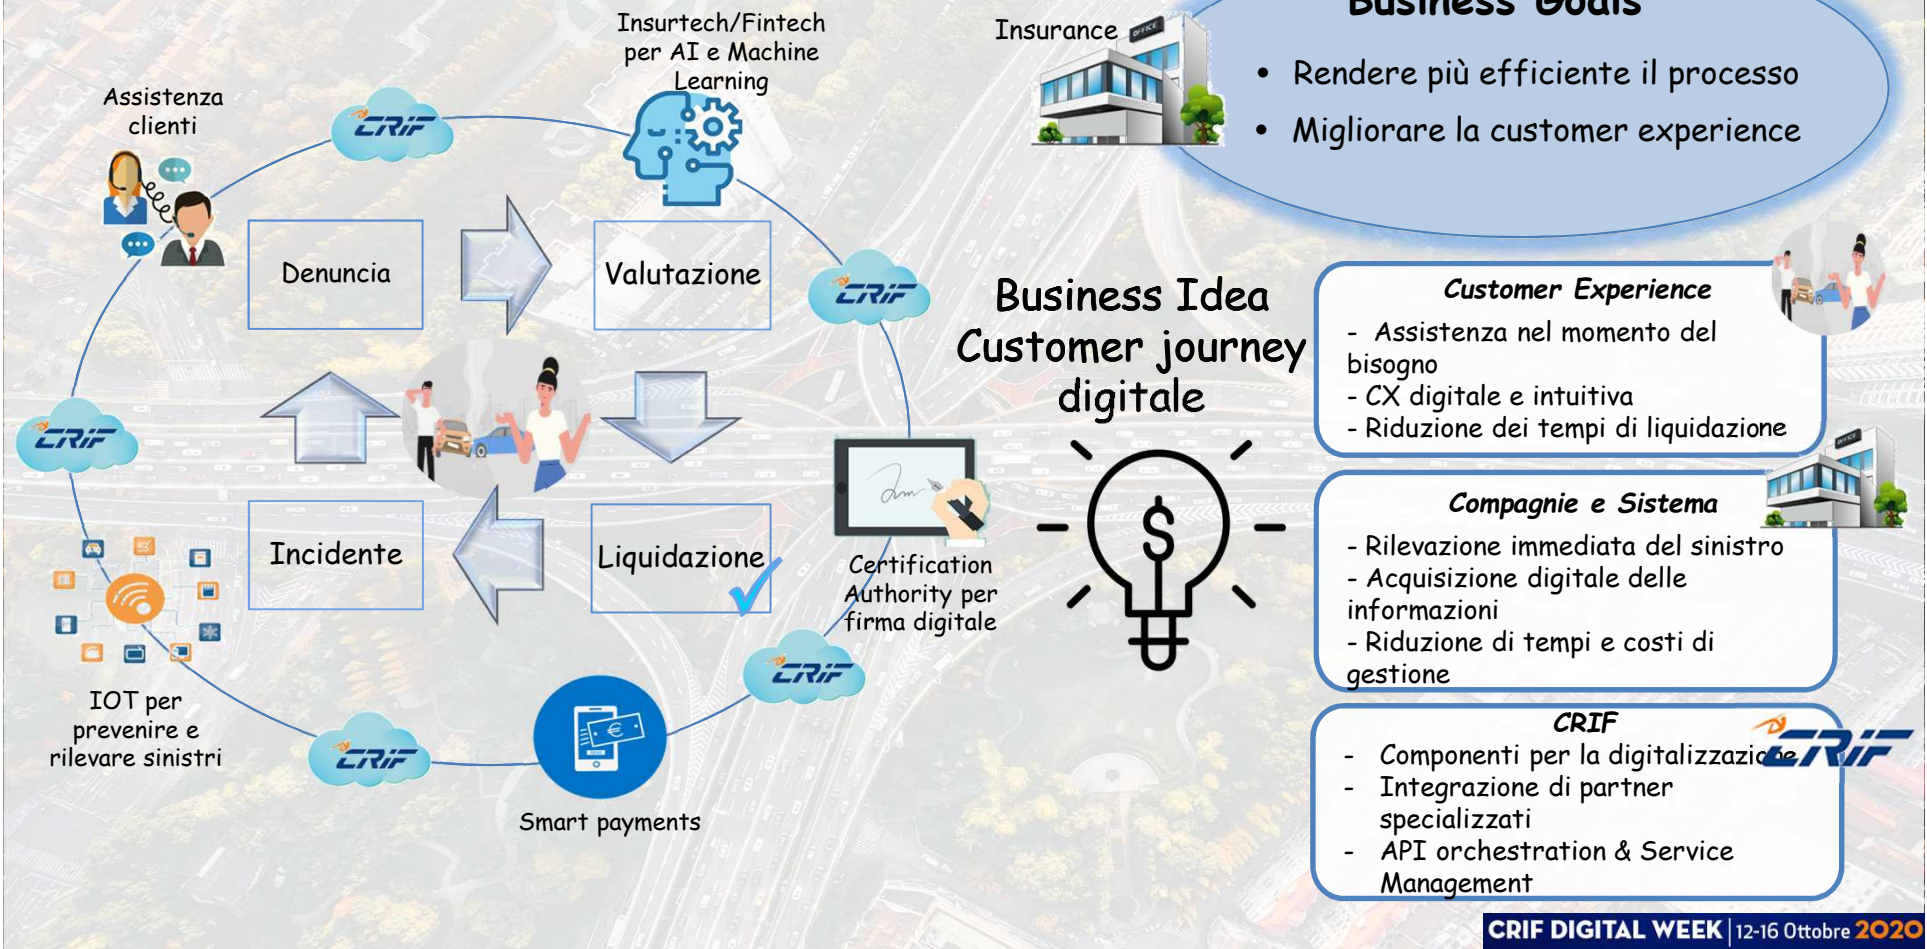 Business Goals
Insurtech/Fintech
per AI e Machine
Learning
Insurance
OFFICE
• Rendere più efficiente il processo
• Migliorare la customer experience
Assistenza
clienti
CRIF
Denuncia
Valutazione
CRIF
Business Idea
Customer journey
digitale
Customer Experience
- Assistenza nel momento del
bisogno
- CX digitale e intuitiva
- Riduzione dei tempi di liquidazione
CRIF
Incidente
Liquidazione
Certification
Authority per
firma digitale
$
OFFICE
Compagnie e Sistema
- Rilevazione immediata del sinistro
- Acquisizione digitale delle
informazioni
- Riduzione di tempi e costi di
gestione
CRIF
IOT per
prevenire e
rilevare sinistri
CRIF
€
Smart payments
CRIF
- Componenti per la digitalizzazione
CRIF
- Integrazione di partner
specializzati
- API orchestration & Service
Management
CRIF DIGITAL WEEK | 12-16 Ottobre 2020